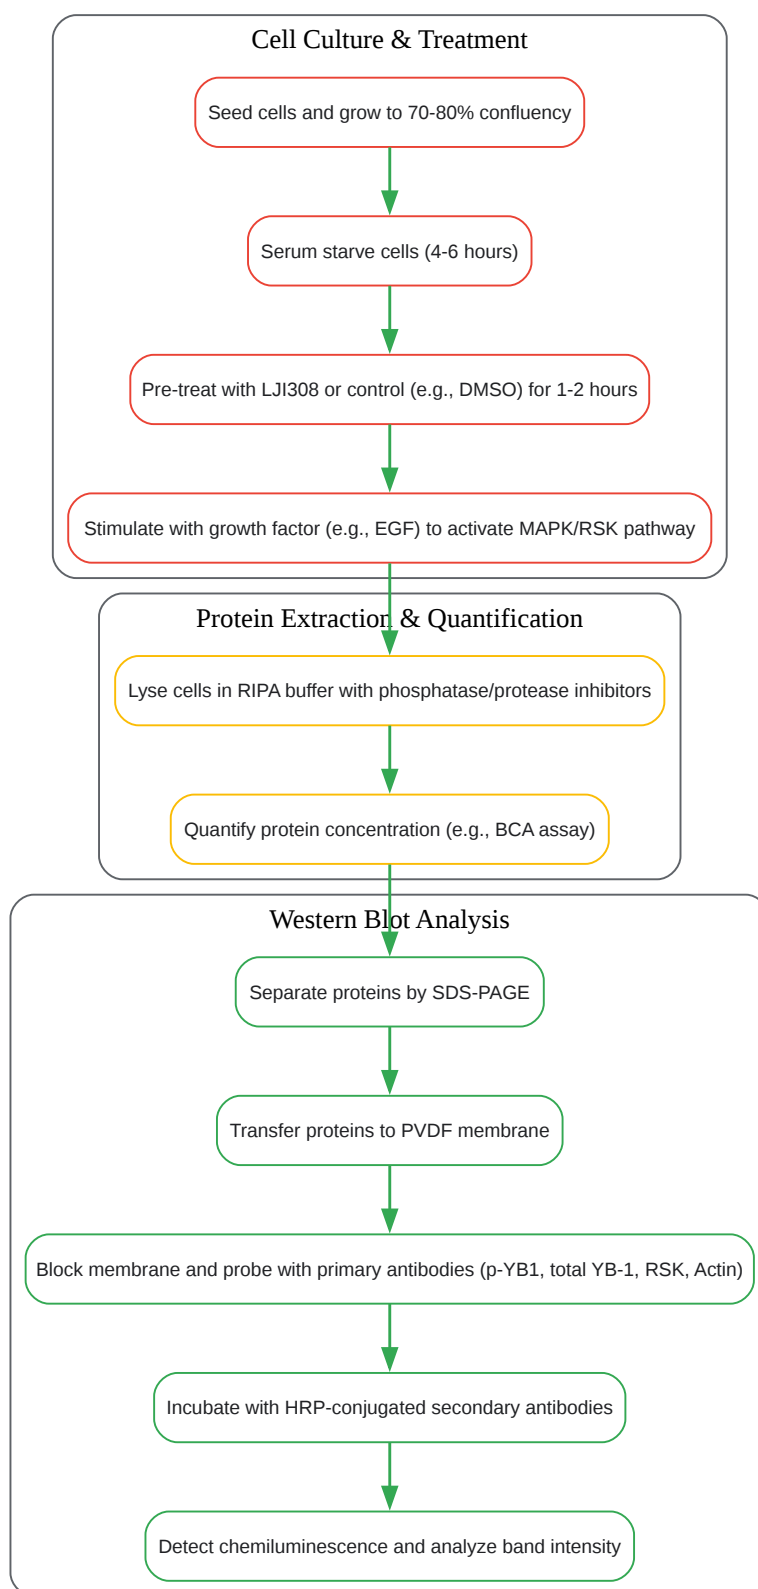 Cell Culture & Treatment
Seed cells and grow to 70-80% confluency
Serum starve cells (4-6 hours)
Pre-treat with LJI308 or control (e.g., DMSO) for 1-2 hours
Stimulate with growth factor (e.g., EGF) to activate MAPK/RSK pathway
Protein Extraction & Quantification
Lyse cells in RIPA buffer with phosphatase/protease inhibitors
Quantify protein concentration (e.g., BCA assay)
Western Blot Analysis
Separate proteins by SDS-PAGE
Transfer proteins to PVDF membrane
Block membrane and probe with primary antibodies (p-YB1, total YB-1, RSK, Actin)
Incubate with HRP-conjugated secondary antibodies
Detect chemiluminescence and analyze band intensity